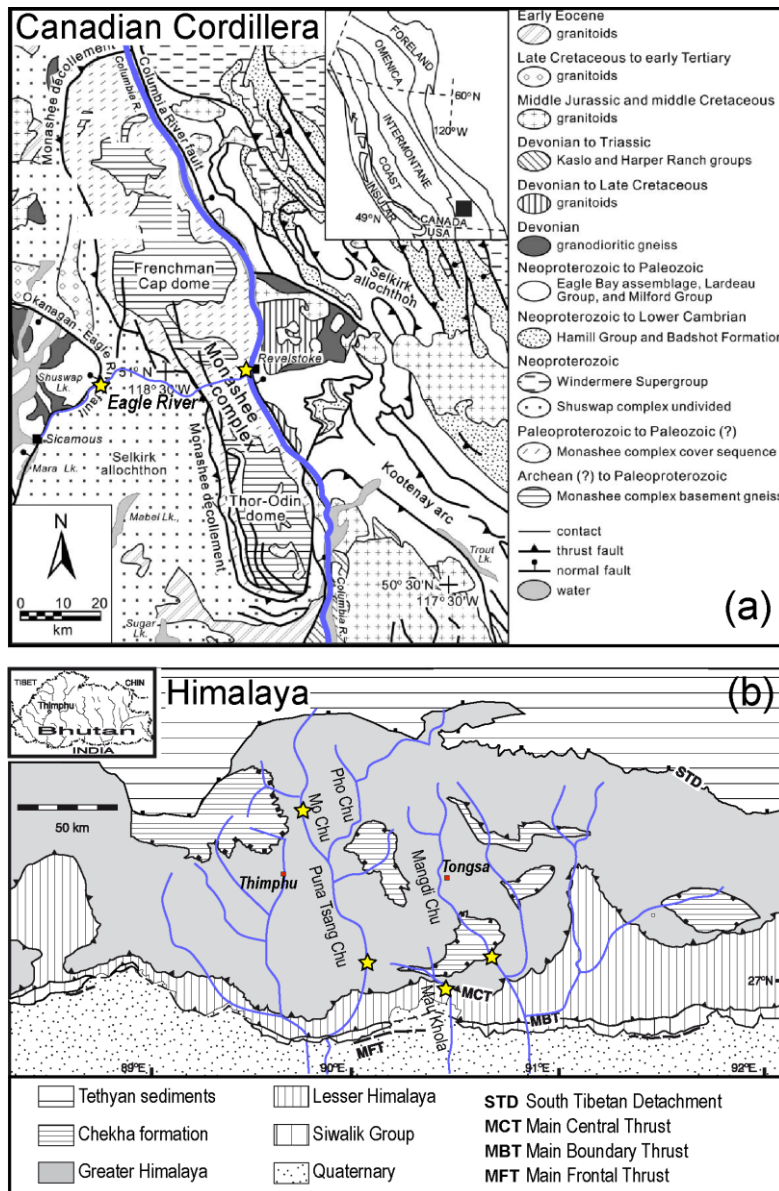 Canadian Cordillera
(a)
Monashee décollement
Columbia R.
Columbia River fault
FORELAND
OMENICA
INTERMONTANE
COAST
INSULAR
60° N
120° W
49° N
CANADA
USA
Frenchman
Cap dome
Selkirk
allochthon
Okanagan - Eagle River fault
Shuswap
Lk.
51° N
118° 30' W
Revelstoke
Monashee
complex
Eagle River
Sicamous
Mara Lk.
Selkirk
allochthon
Monashee décollement
Thor-Odin
dome
Kootenay arc
Mabel Lk.
Trout
Lk.
N
50° 30' N
117° 30' W
0 10 20
km
Sugar
Lk.
Columbia R.
Early Eocene
granitoids
Late Cretaceous to early Tertiary
granitoids
Middle Jurassic and middle Cretaceous
granitoids
Devonian to Triassic
Kaslo and Harper Ranch groups
Devonian to Late Cretaceous
granitoids
Devonian
granodioritic gneiss
Neoproterozoic to Paleozoic
Eagle Bay assemblage, Lardeau
Group, and Milford Group
Neoproterozoic to Lower Cambrian
Hamill Group and Badshot Formation
Neoproterozoic
Windermere Supergroup
Shuswap complex undivided
Paleoproterozoic to Paleozoic (?)
Monashee complex cover sequence
Archean (?) to Paleoproterozoic
Monashee complex basement gneiss
contact
thrust fault
normal fault
water
Himalaya
(b)
TIBET
CHIN
Thimphu
Bhutan
INDIA
50 km
STD
Mo Chu
Pho Chu
Thimphu
Puna Tsang Chu
Mangdi Chu
Tongsa
MCT
Mau Khola
MBT
MFT
27°N
89°E
90°E
91°E
92°E
Tethyan sediments
Chekha formation
Greater Himalaya
Lesser Himalaya
Siwalik Group
Quaternary
STD South Tibetan Detachment
MCT Main Central Thrust
MBT Main Boundary Thrust
MFT Main Frontal Thrust